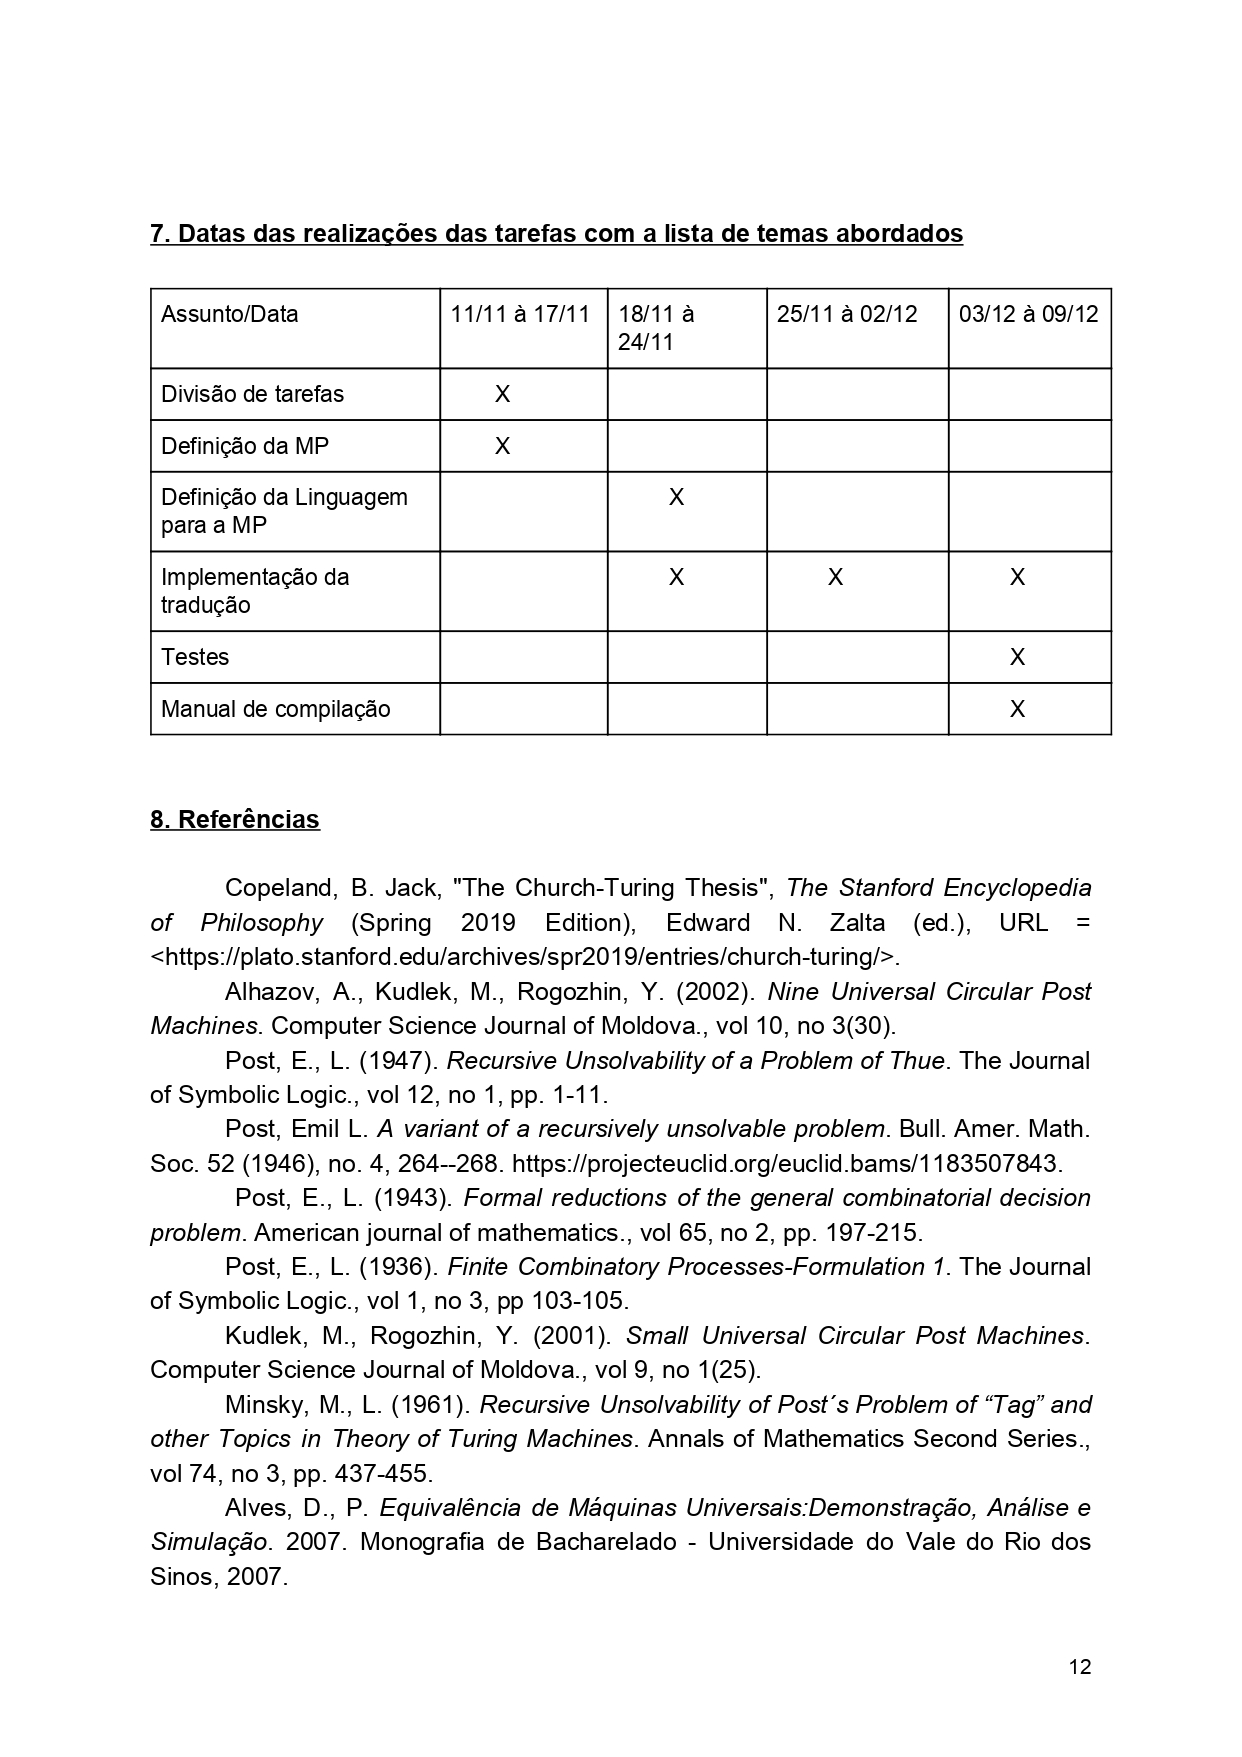 7. Datas das realizações das tarefas com a lista de temas abordados
Assunto/Data 11/11 à 17/11 18/11 à 25/11 à 02/12 03/12 à 09/12
24/11
Divisão de tarefas X
Definição da MP X
Definição da Linguagem X
para a MP
Implementação da X X X
tradução
Testes X
Manual de compilação X
8. Referências
Copeland, B. Jack, "The Church-Turing Thesis", The Stanford Encyclopedia
of Philosophy (Spring 2019 Edition), Edward N. Zalta (ed.), URL =
<https://plato.stanford.edu/archives/spr2019/entries/church-turing/>.
Alhazov, A., Kudlek, M., Rogozhin, Y. (2002). Nine Universal Circular Post
Machines. Computer Science Journal of Moldova., vol 10, no 3(30).
Post, E., L. (1947). Recursive Unsolvability of a Problem of Thue. The Journal
of Symbolic Logic., vol 12, no 1, pp. 1-11.
Post, Emil L. A variant of a recursively unsolvable problem. Bull. Amer. Math.
Soc. 52 (1946), no. 4, 264--268. https://projecteuclid.org/euclid.bams/1183507843.
Post, E., L. (1943). Formal reductions of the general combinatorial decision
problem. American journal of mathematics., vol 65, no 2, pp. 197-215.
Post, E., L. (1936). Finite Combinatory Processes-Formulation 1. The Journal
of Symbolic Logic., vol 1, no 3, pp 103-105.
Kudlek, M., Rogozhin, Y. (2001). Small Universal Circular Post Machines.
Computer Science Journal of Moldova., vol 9, no 1(25).
Minsky, M., L. (1961). Recursive Unsolvability of Post´s Problem of “Tag” and
other Topics in Theory of Turing Machines. Annals of Mathematics Second Series.,
vol 74, no 3, pp. 437-455.
Alves, D., P. Equivalência de Máquinas Universais:Demonstração, Análise e
Simulação. 2007. Monografia de Bacharelado - Universidade do Vale do Rio dos
Sinos, 2007.
12